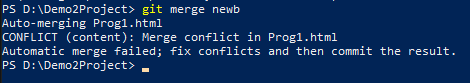 PS D:\Demo2Project> git merge newb
Auto-merging Prog1.html
CONFLICT (content): Merge conflict in Prog1.html
Automatic merge failed; fix conflicts and then commit the result.
PS D:\Demo2Project> _